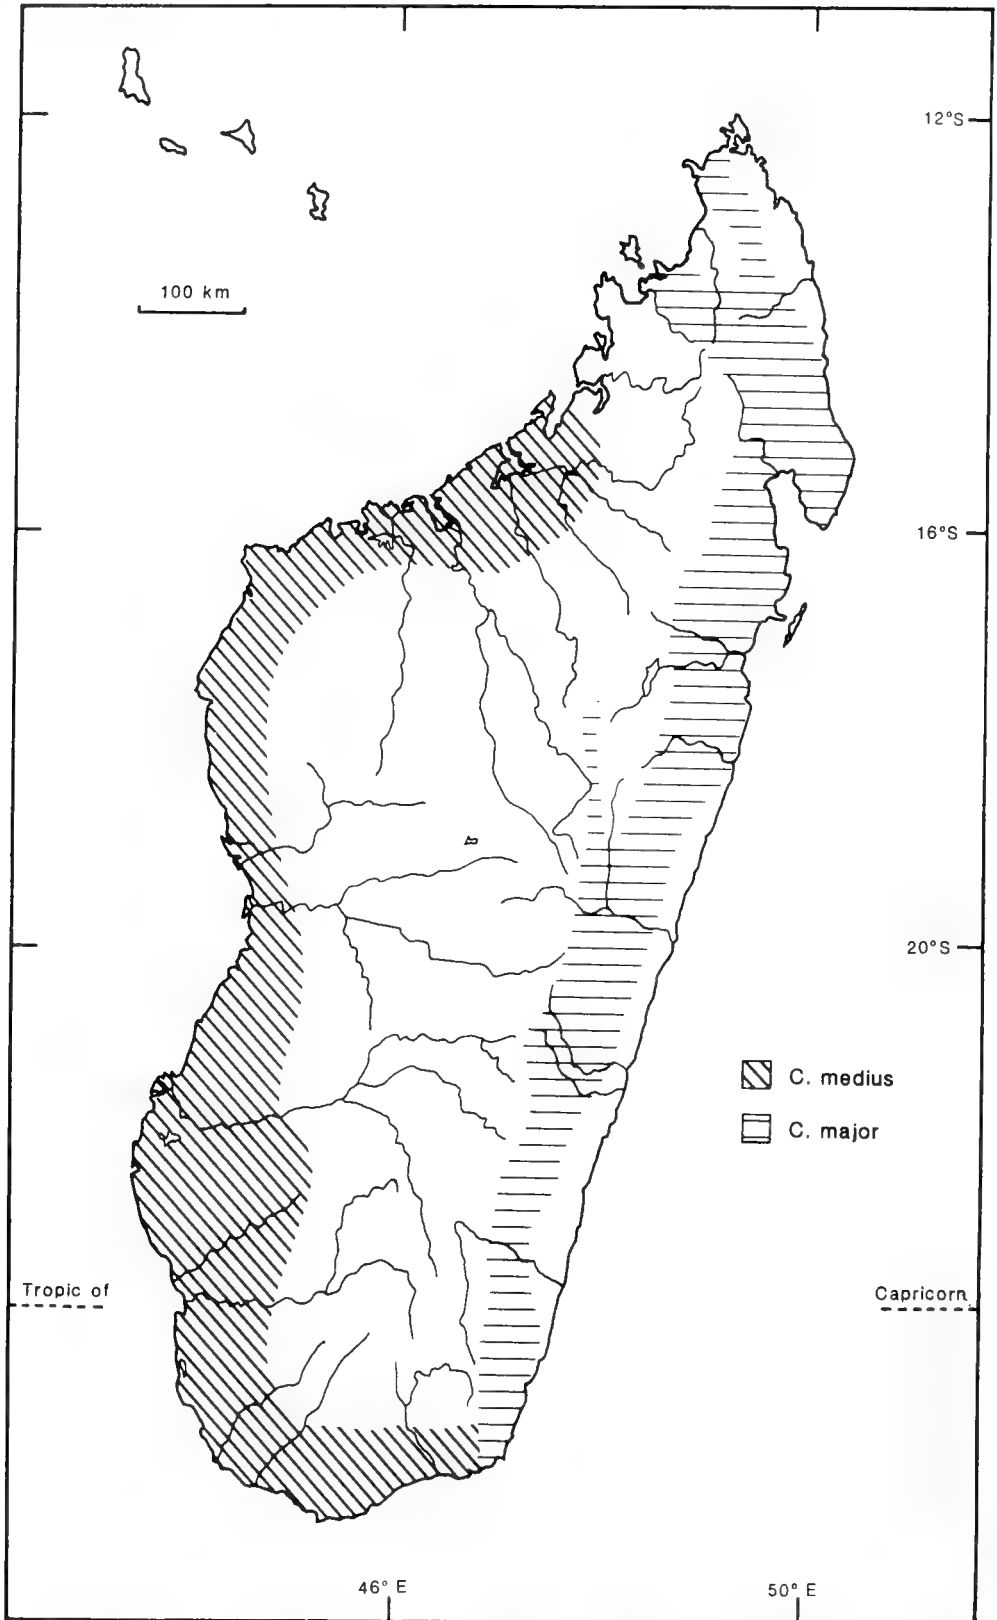 12°S
100 km
16°S
20°S
C. medius
C. major
Tropic of Capricorn
46° E
50° E